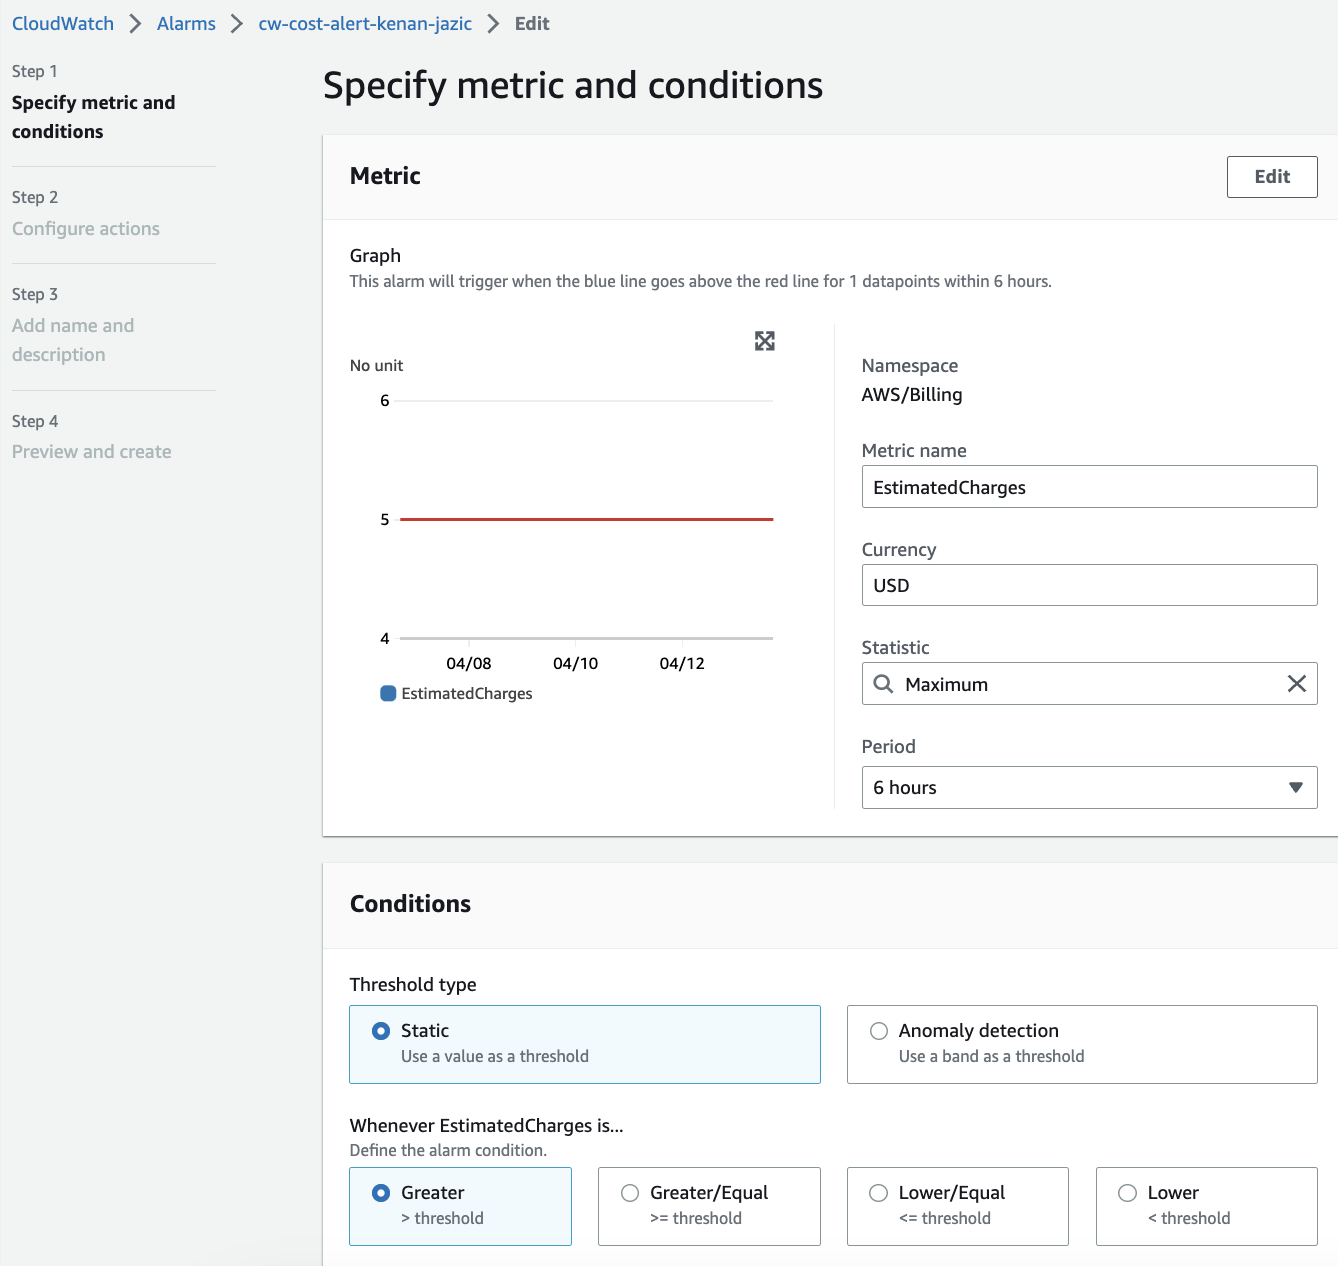 CloudWatch > Alarms > cw-cost-alert-kenan-jazic > Edit
Step 1
Specify metric and
conditions
Step 2
Configure actions
Step 3
Add name and
description
Step 4
Preview and create
Specify metric and conditions
Metric
Edit
Graph
This alarm will trigger when the blue line goes above the red line for 1 datapoints within 6 hours.
No unit
6
5
4
04/08 04/10 04/12
EstimatedCharges
Namespace
AWS/Billing
Metric name
EstimatedCharges
Currency
USD
Statistic
Maximum
Period
6 hours
Conditions
Threshold type
Static
Use a value as a threshold
Anomaly detection
Use a band as a threshold
Whenever EstimatedCharges is...
Define the alarm condition.
Greater
> threshold
Greater/Equal
>= threshold
Lower/Equal
<= threshold
Lower
< threshold